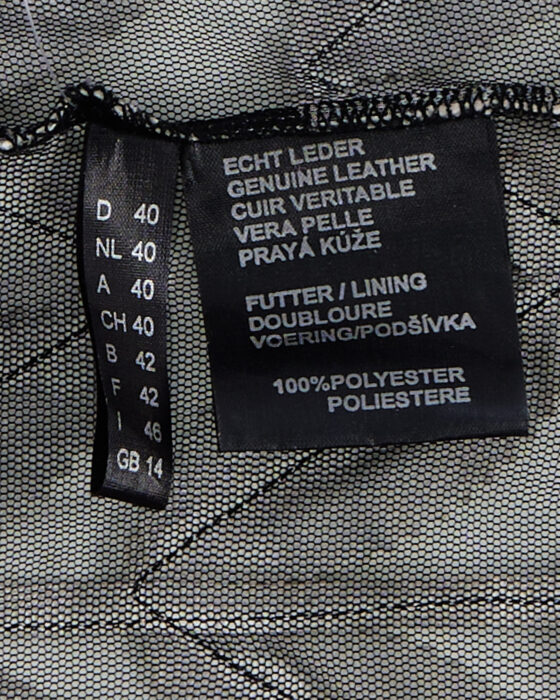 D 40
NL 40
A 40
CH 40
B 42
F 42
I 46
GB 14
ECHT LEDER
GENUINE LEATHER
CUIR VERITABLE
VERA PELLE
PRAYÁ KŮŽE
FUTTER / LINING
DOUBLOURE
VOERING/PODŠÍVKA
100%POLYESTER
POLIESTERE